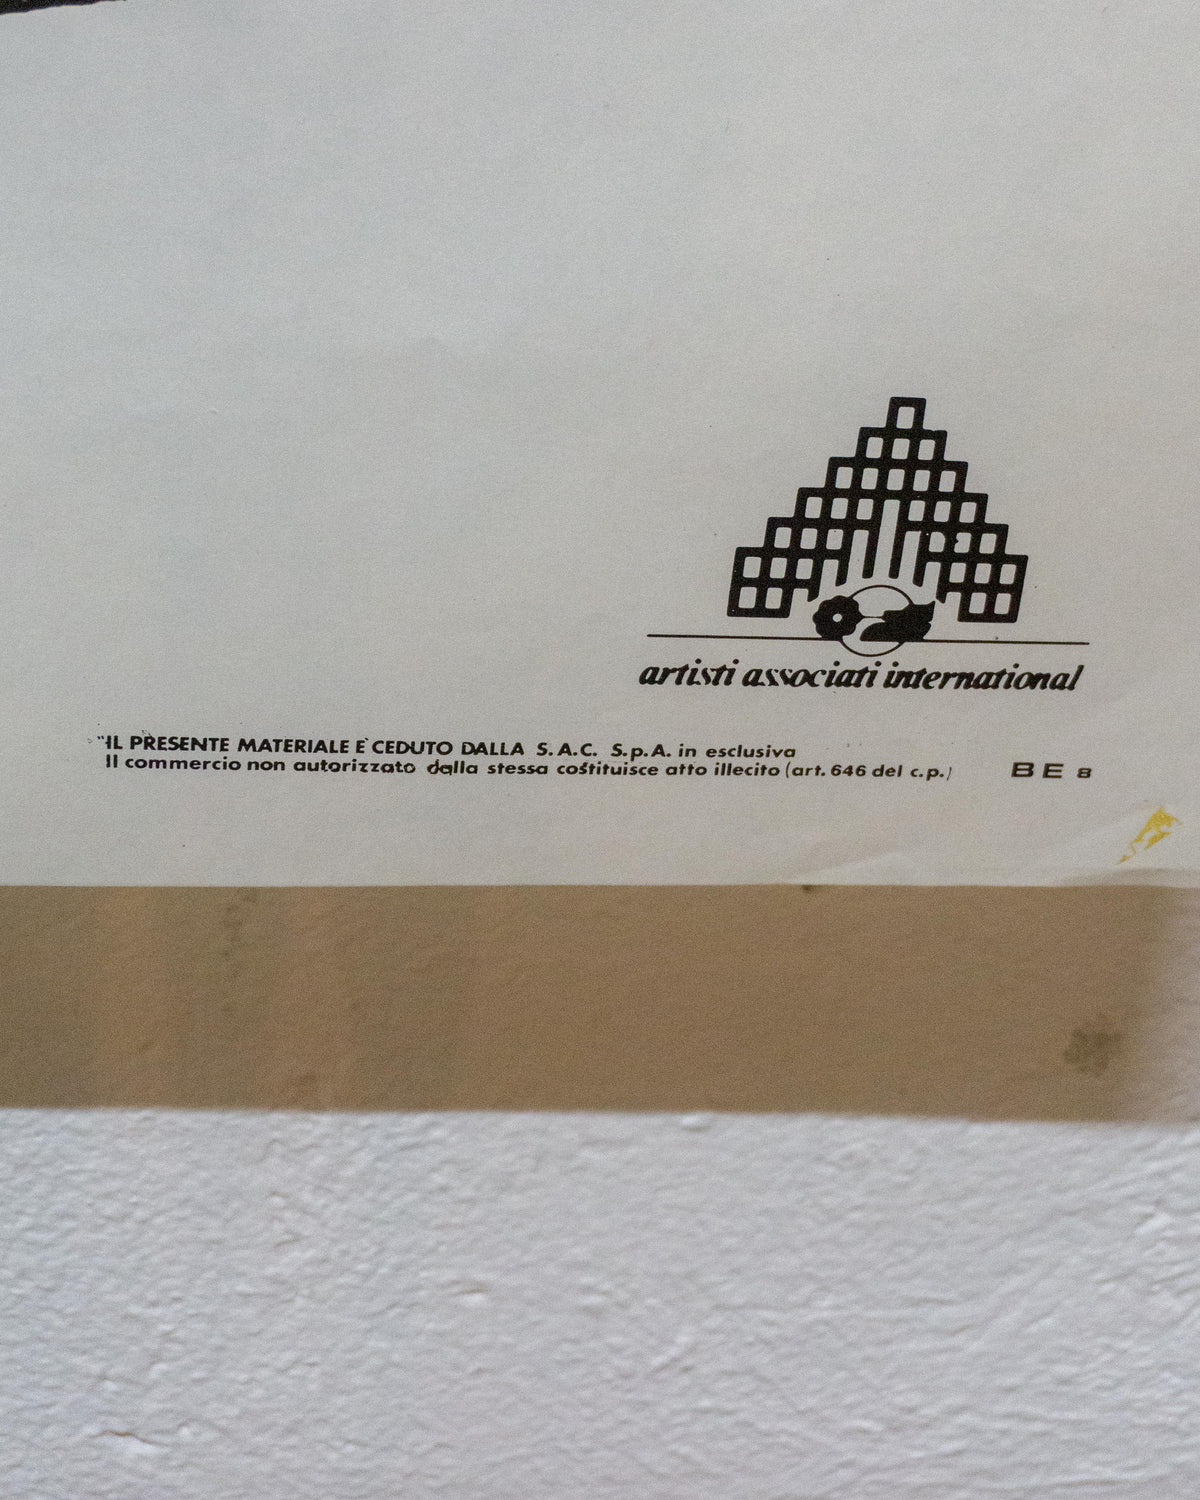 artisti associati international
"IL PRESENTE MATERIALE E' CEDUTO DALLA S.A.C. S.p.A. in esclusiva
Il commercio non autorizzato dalla stessa costituisce atto illecito (art. 646 del c.p.) BE 8